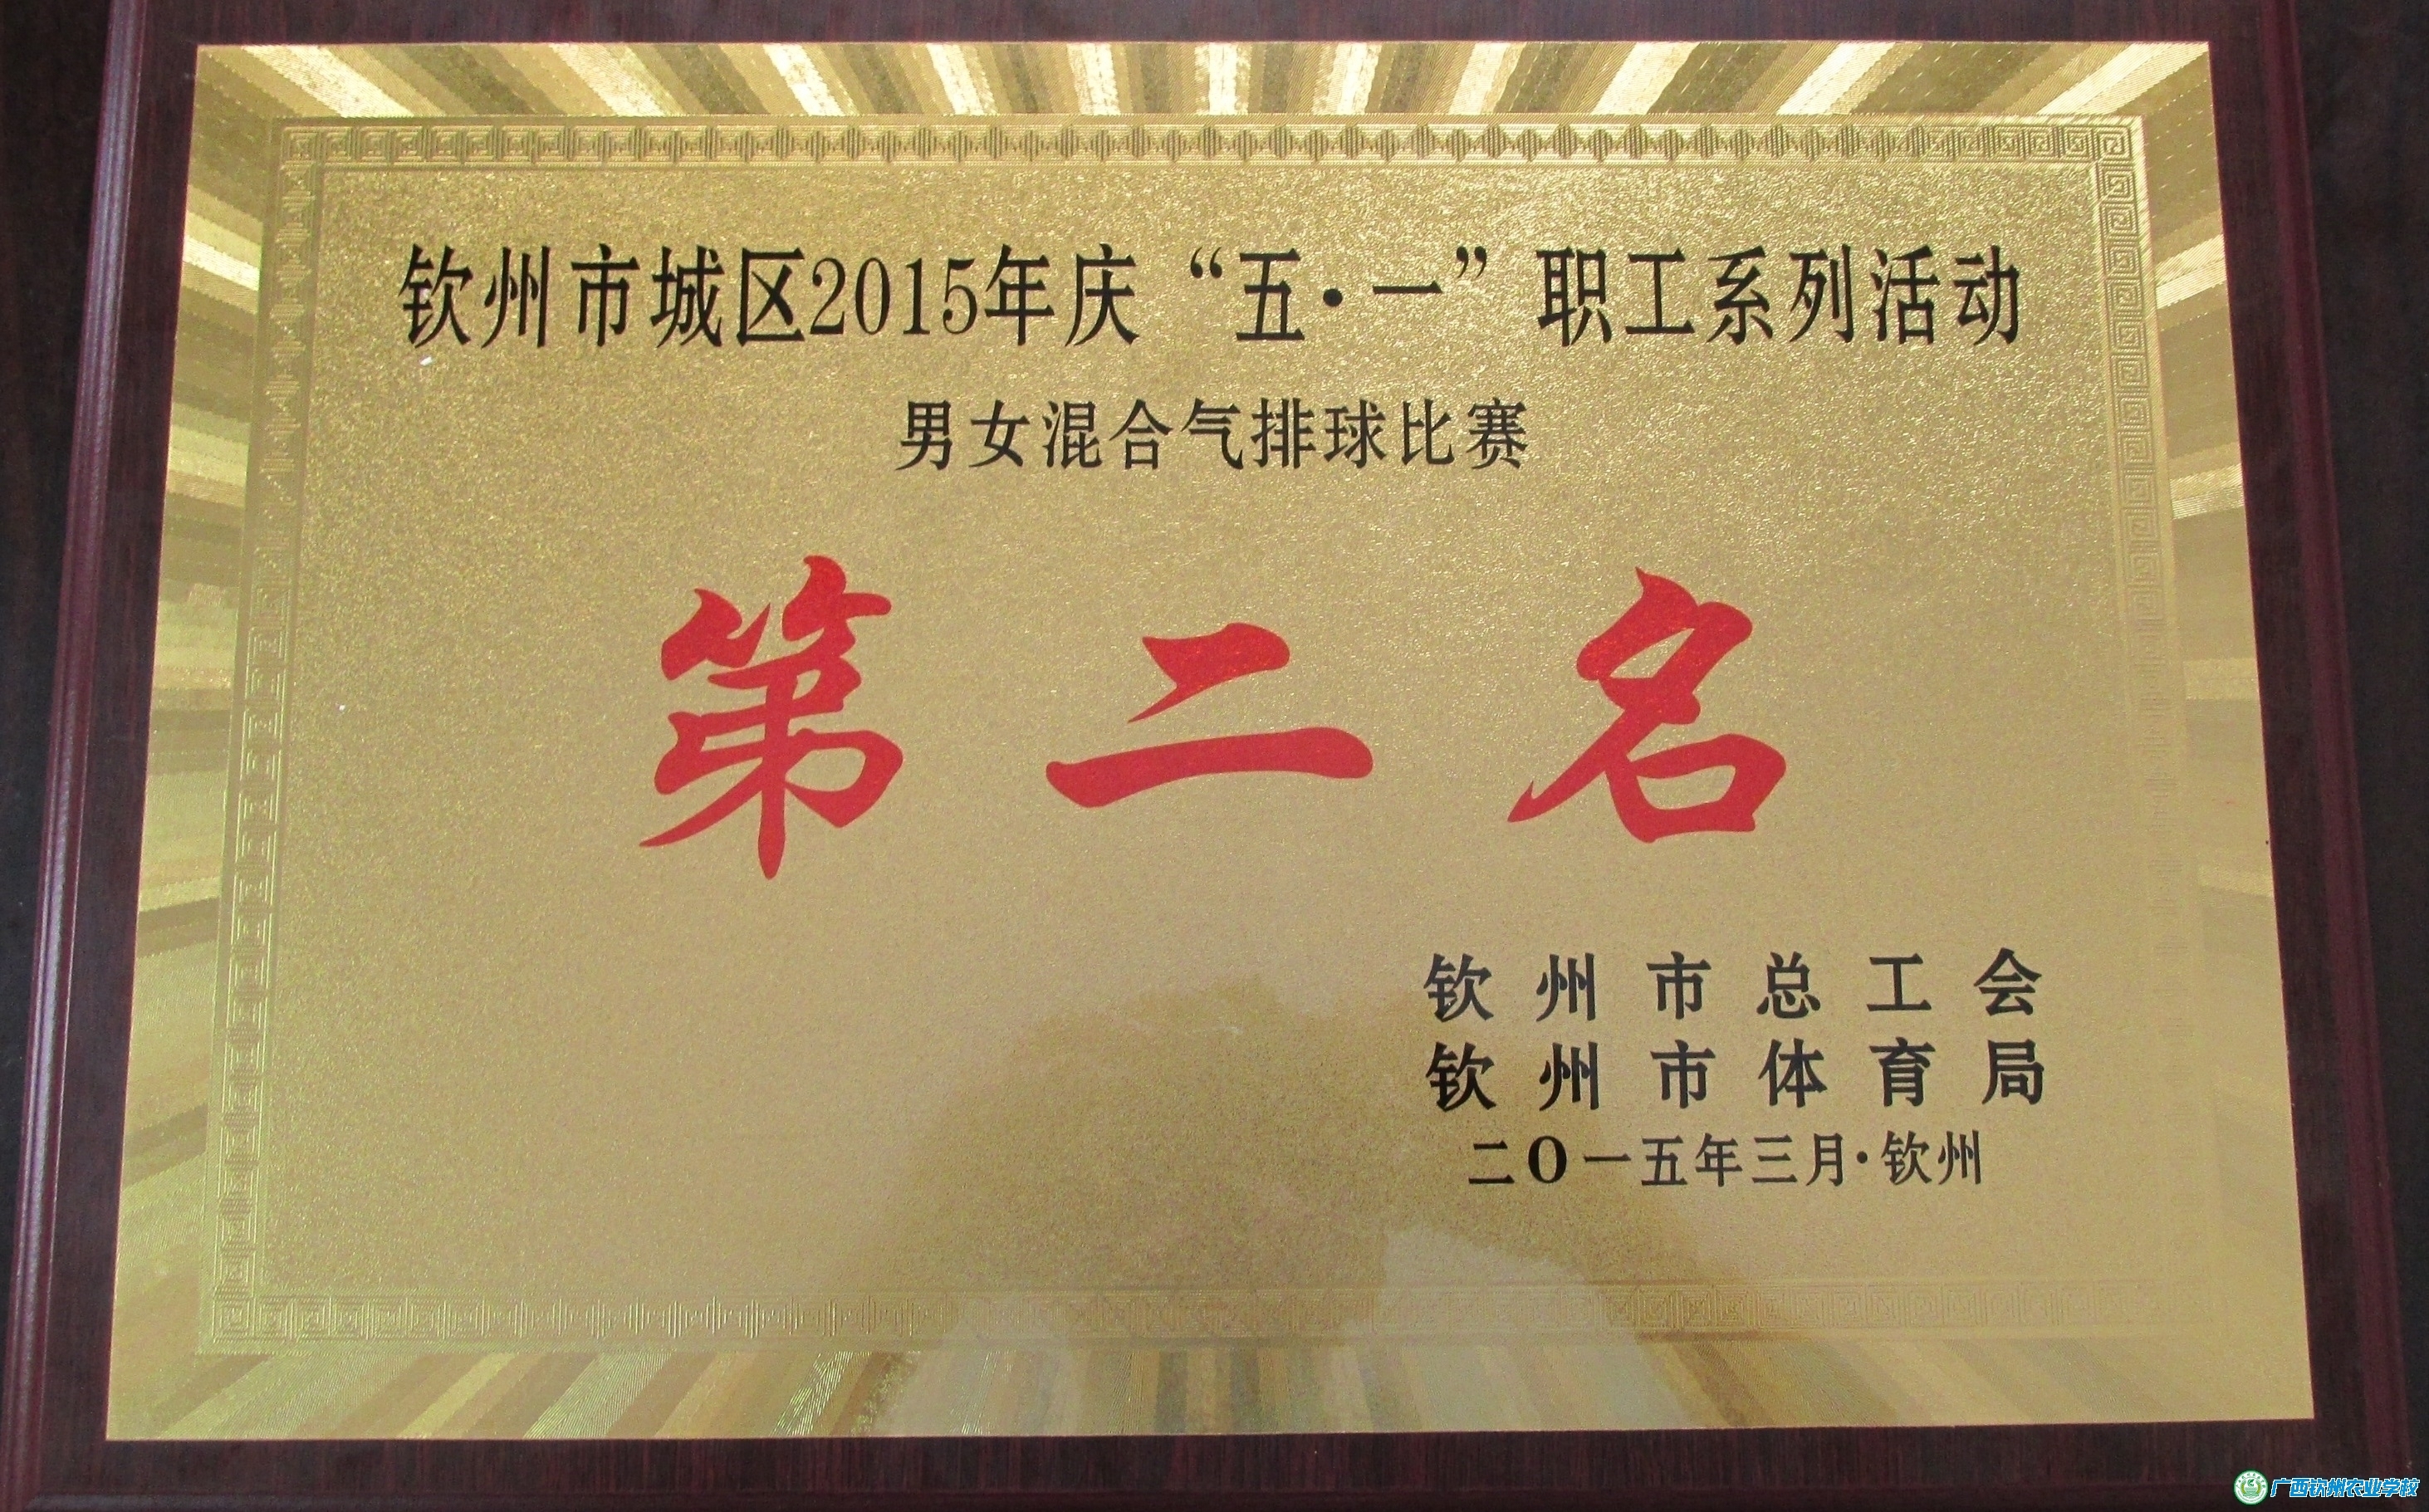 钦州市城区2015年庆“五·一”职工系列活动
男女混合气排球比赛
第二名
钦州市总工会
钦州市体育局
二O一五年三月·钦州
广西钦州农业学校